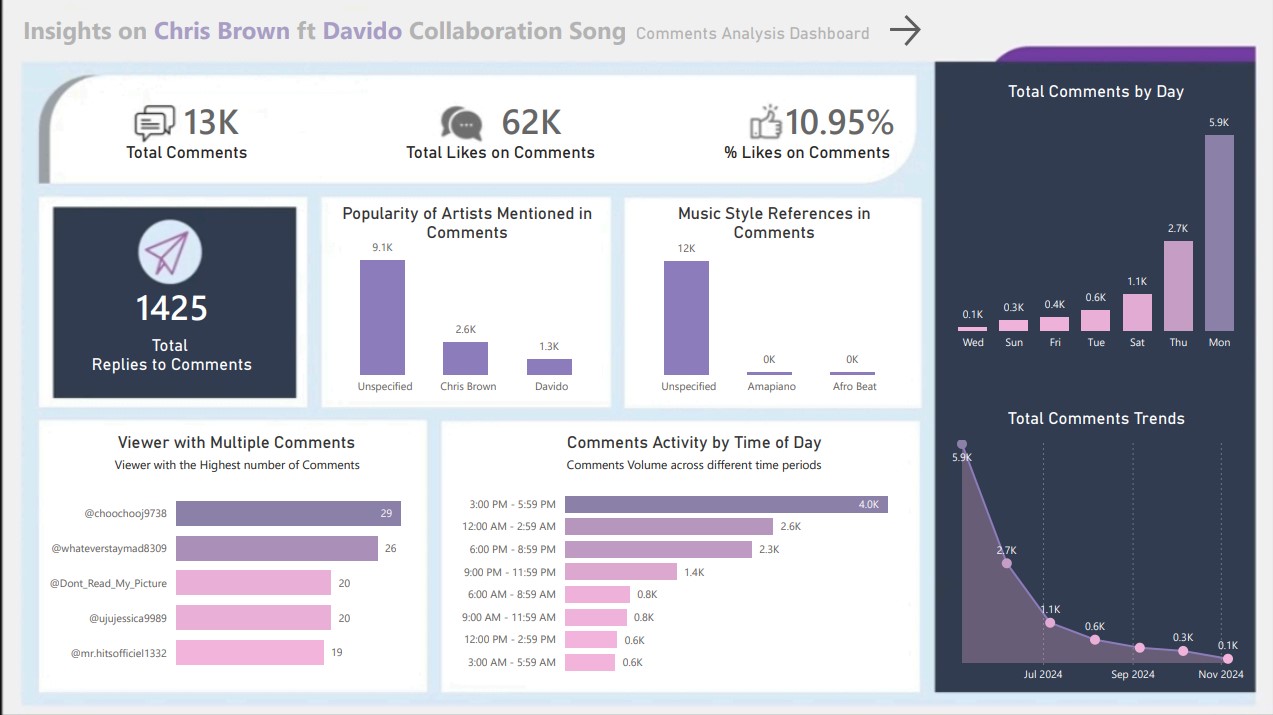 Insights on Chris Brown ft Davido Collaboration Song Comments Analysis Dashboard
13K
Total Comments
62K
Total Likes on Comments
10.95%
% Likes on Comments
1425
Total
Replies to Comments
Popularity of Artists Mentioned in
Comments
9.1K
2.6K
1.3K
Unspecified
Chris Brown
Davido
Music Style References in
Comments
12K
0K
0K
Unspecified
Amapiano
Afro Beat
Viewer with Multiple Comments
Viewer with the Highest number of Comments
@choochooj9738 29
@whateverstaymad8309 26
@Dont_Read_My_Picture 20
@ujujessica9989 20
@mr.hitsofficiel1332 19
Comments Activity by Time of Day
Comments Volume across different time periods
3:00 PM - 5:59 PM 4.0K
12:00 AM - 2:59 AM 2.6K
6:00 PM - 8:59 PM 2.3K
9:00 PM - 11:59 PM 1.4K
6:00 AM - 8:59 AM 0.8K
9:00 AM - 11:59 AM 0.8K
12:00 PM - 2:59 PM 0.6K
3:00 AM - 5:59 AM 0.6K
Total Comments by Day
5.9K
2.7K
1.1K
0.6K
0.4K
0.3K
0.1K
Wed Sun Fri Tue Sat Thu Mon
Total Comments Trends
5.9K
2.7K
1.1K
0.6K
0.3K
0.1K
Jul 2024 Sep 2024 Nov 2024